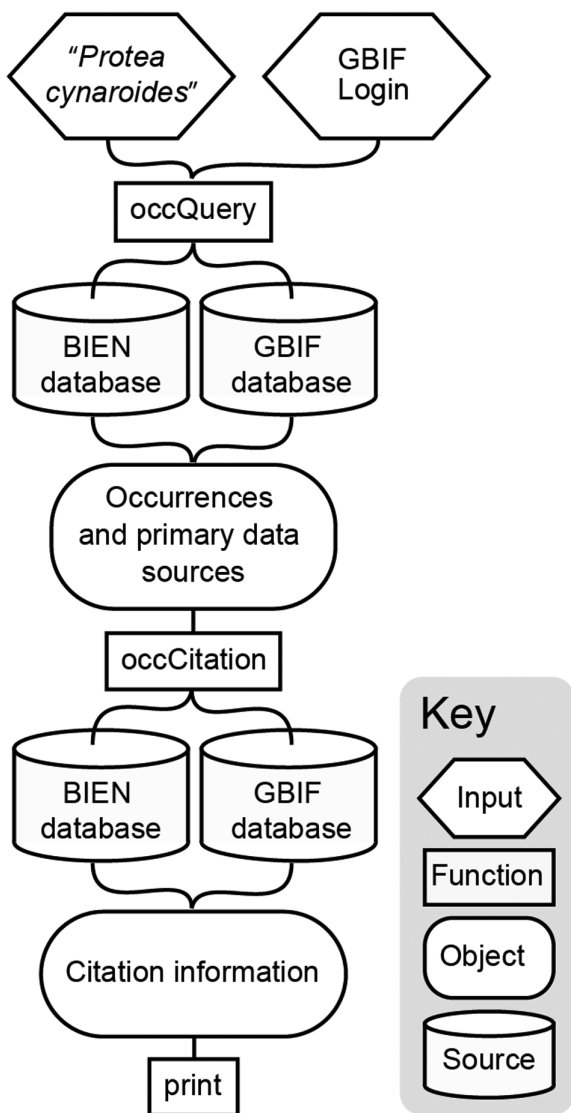 “Protea
cynaroides”
GBIF
Login
occQuery
BIEN
database
GBIF
database
Occurrences
and primary data
sources
occCitation
BIEN
database
GBIF
database
Citation information
print
Key
Input
Function
Object
Source